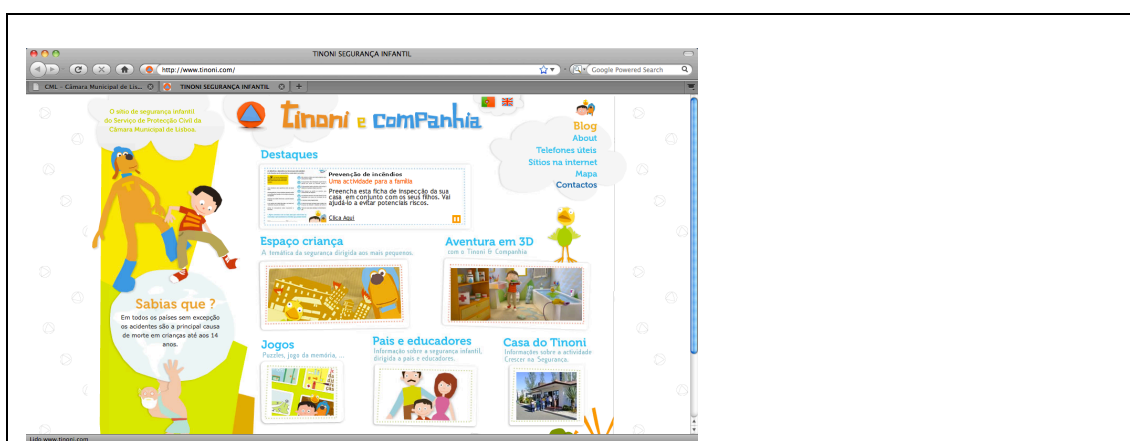 TINONI SEGURANÇA INFANTIL
http://www.tinoni.com/
Google Powered Search
CML - Câmara Municipal de Lis...
TINONI SEGURANÇA INFANTIL
O sítio de segurança infantil
do Serviço de Protecção Civil da
Câmara Municipal de Lisboa.
tinoni e companhia
Blog
About
Telefones úteis
Sítios na internet
Mapa
Contactos
Destaques
Prevenção de incêndios
Uma actividade para a família
Preencha esta ficha de inspecção da sua
casa em conjunto com os seus filhos. Vai
ajudá-lo a evitar potenciais riscos.
Clica Aqui
Espaço criança
A temática da segurança dirigida aos mais pequenos.
Aventura em 3D
com o Tinoni & Companhia
Sabias que ?
Em todos os países sem excepção
os acidentes são a principal causa
de morte em crianças até aos 14
anos.
Jogos
Puzzles, jogo da memória, ...
Pais e educadores
Informação sobre a segurança infantil,
dirigida a pais e educadores.
Casa do Tinoni
Informações sobre a actividade
Crescer na Segurança.
Lido www.tinoni.com